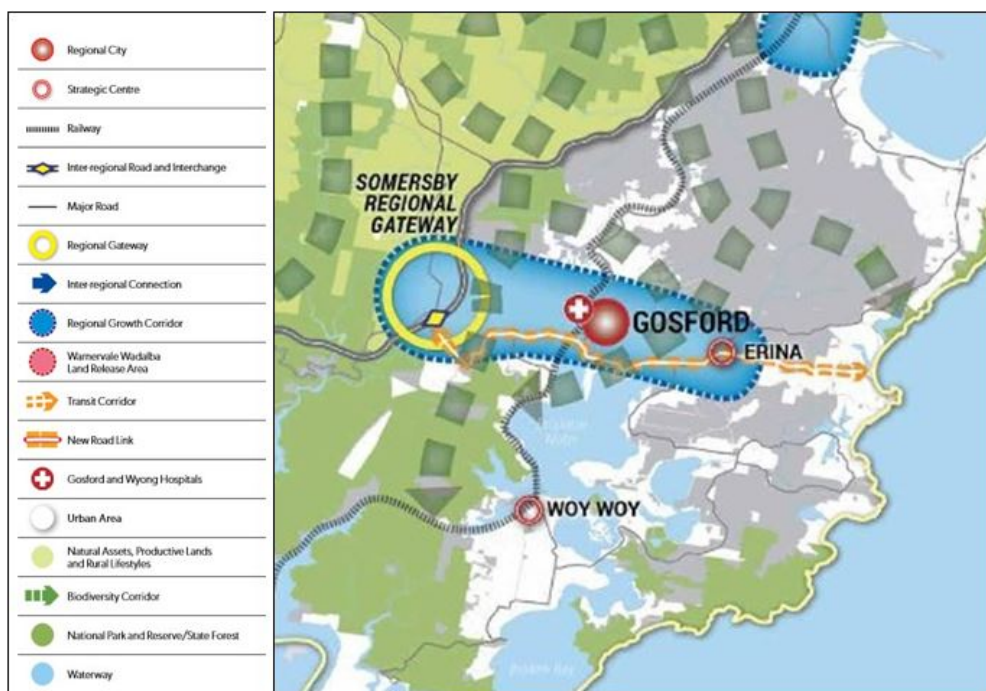 Regional City
Strategic Centre
Railway
Inter-regional Road and Interchange
Major Road
Regional Gateway
Inter-regional Connection
Regional Growth Corridor
Warnervale Wadalba
Land Release Area
Transit Corridor
New Road Link
Gosford and Wyong Hospitals
Urban Area
Natural Assets, Productive Lands
and Rural Lifestyles
Biodiversity Corridor
National Park and Reserve/State Forest
Waterway
SOMERSBY
REGIONAL
GATEWAY
GOSFORD
ERINA
WOY WOY